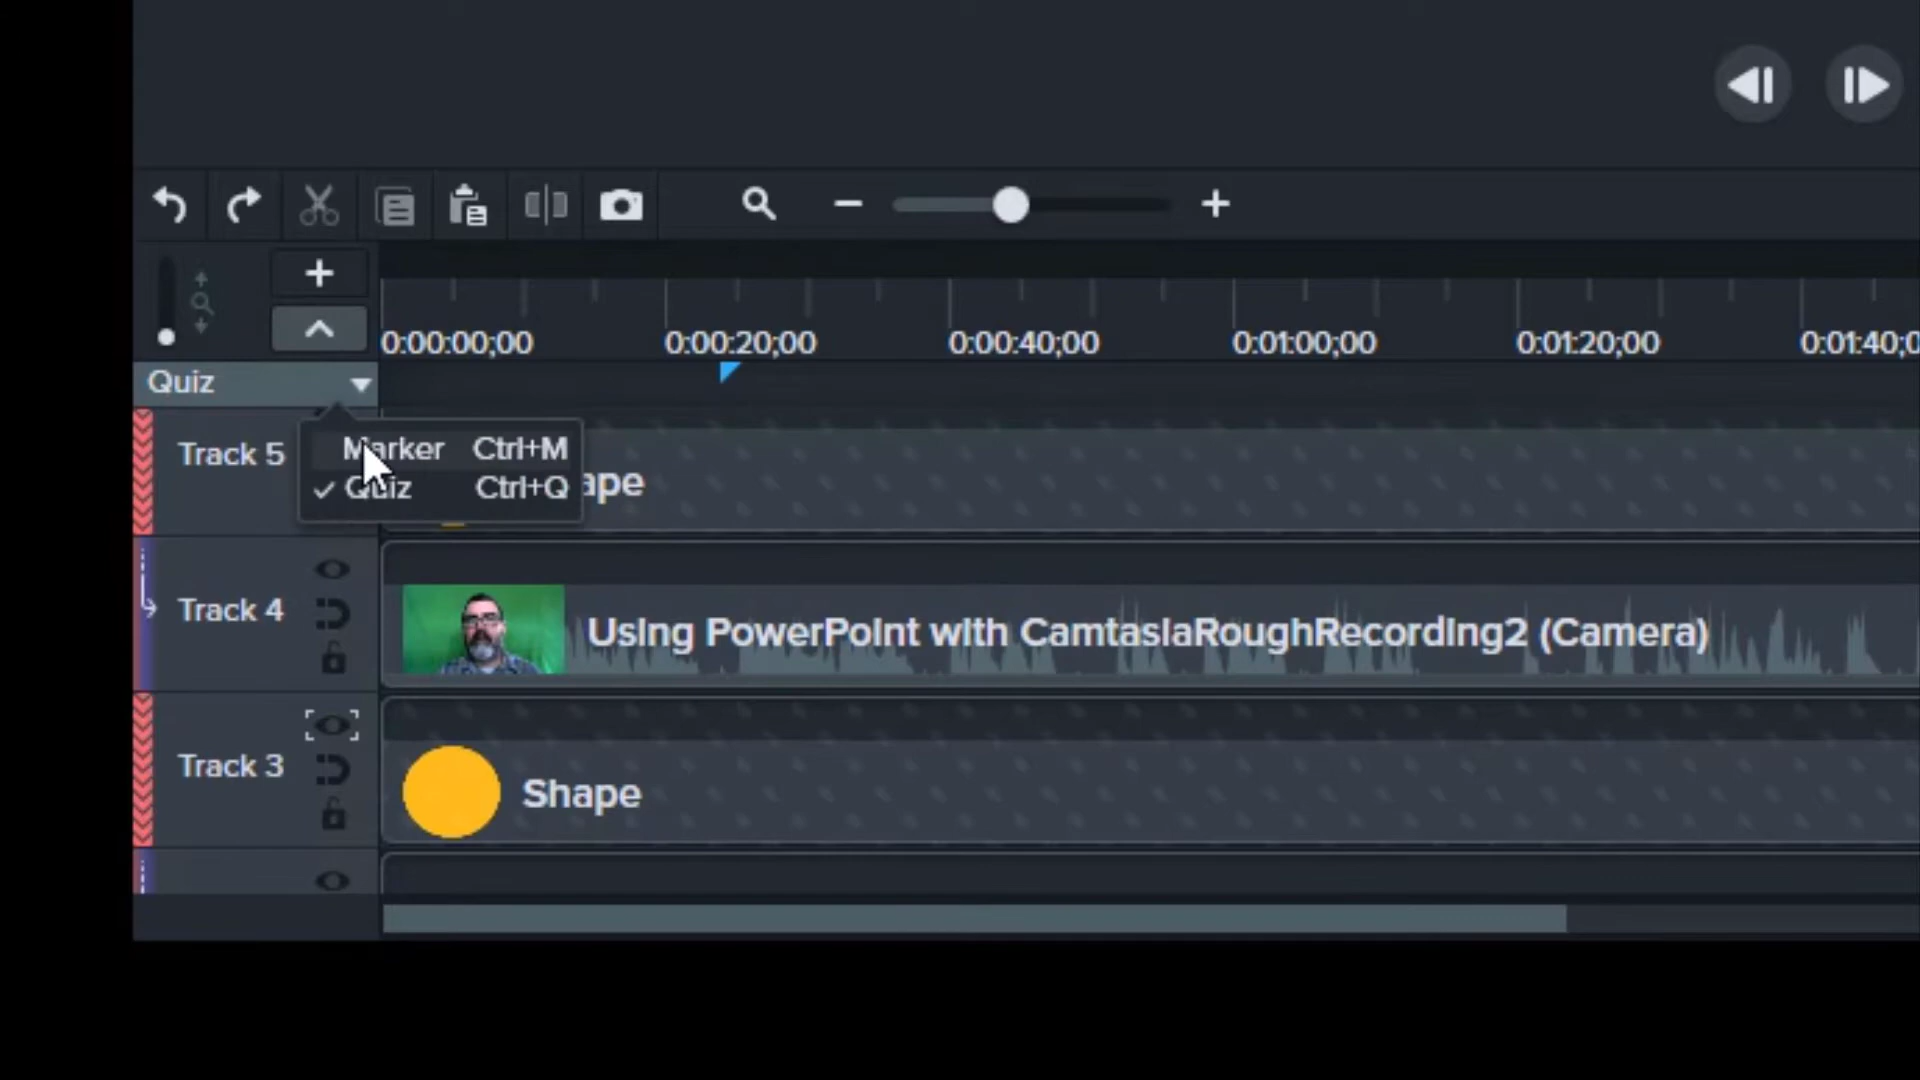 0:00:00;00 0:00:20;00 0:00:40;00 0:01:00;00 0:01:20;00 0:01:40;0
Quiz
Track 5
Marker Ctrl+M
Quiz Ctrl+Q
ape
Track 4
Using PowerPoint with CamtasiaRoughRecording2 (Camera)
Track 3
Shape